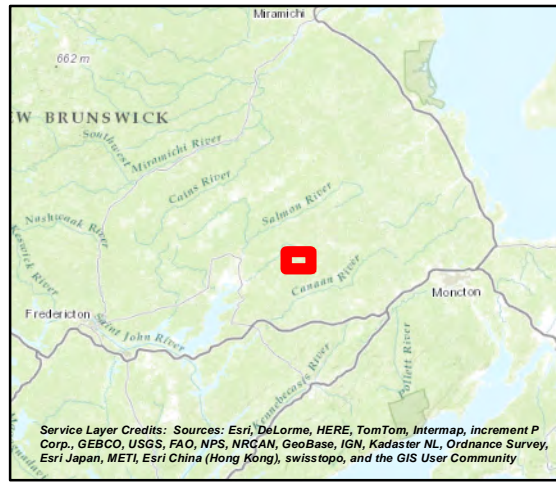 Miramichi
662 m
W BRUNSWICK
Southwest
Miramichi River
Cains River
Nashwaak River
Salmon River
Keswick River
Canaan River
Moncton
Fredericton
Saint John River
Kennebecasis River
Pollett River
Service Layer Credits: Sources: Esri, DeLorme, HERE, TomTom, Intermap, increment P
Corp., GEBCO, USGS, FAO, NPS, NRCAN, GeoBase, IGN, Kadaster NL, Ordnance Survey,
Esri Japan, METI, Esri China (Hong Kong), swisstopo, and the GIS User Community